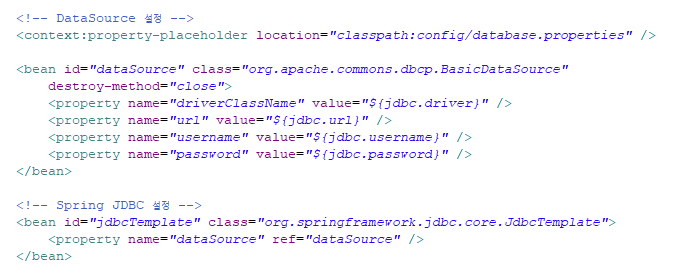 <!-- DataSource 설정 -->
<context:property-placeholder location="classpath:config/database.properties" />
<bean id="dataSource" class="org.apache.commons.dbcp.BasicDataSource"
destroy-method="close">
<property name="driverClassName" value="${jdbc.driver}" />
<property name="url" value="${jdbc.url}" />
<property name="username" value="${jdbc.username}" />
<property name="password" value="${jdbc.password}" />
</bean>
<!-- Spring JDBC 설정 -->
<bean id="jdbcTemplate" class="org.springframework.jdbc.core.JdbcTemplate">
<property name="dataSource" ref="dataSource" />
</bean>